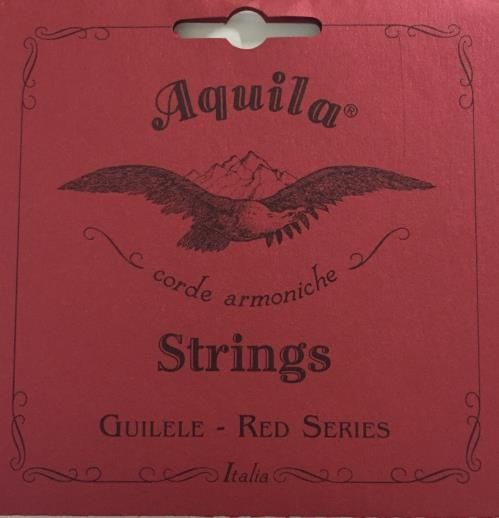 Aquila®
corde armoniche
Strings
GUILELE - RED SERIES
Italia